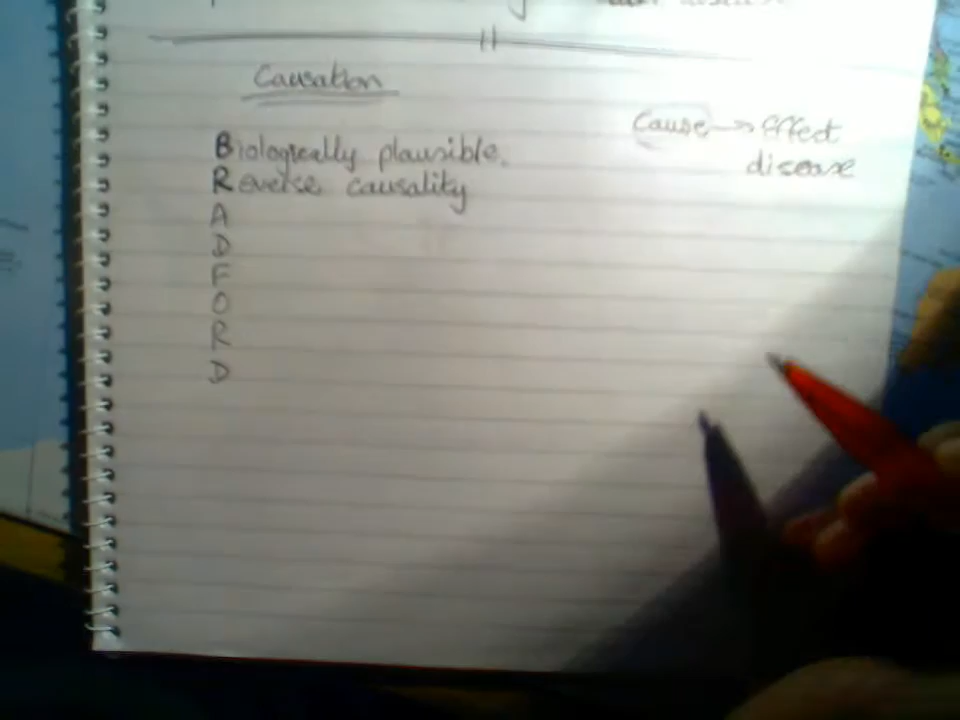 Causation
Cause → Effect
disease
Biologically plausible.
Reverse causality
A
D
F
O
R
D